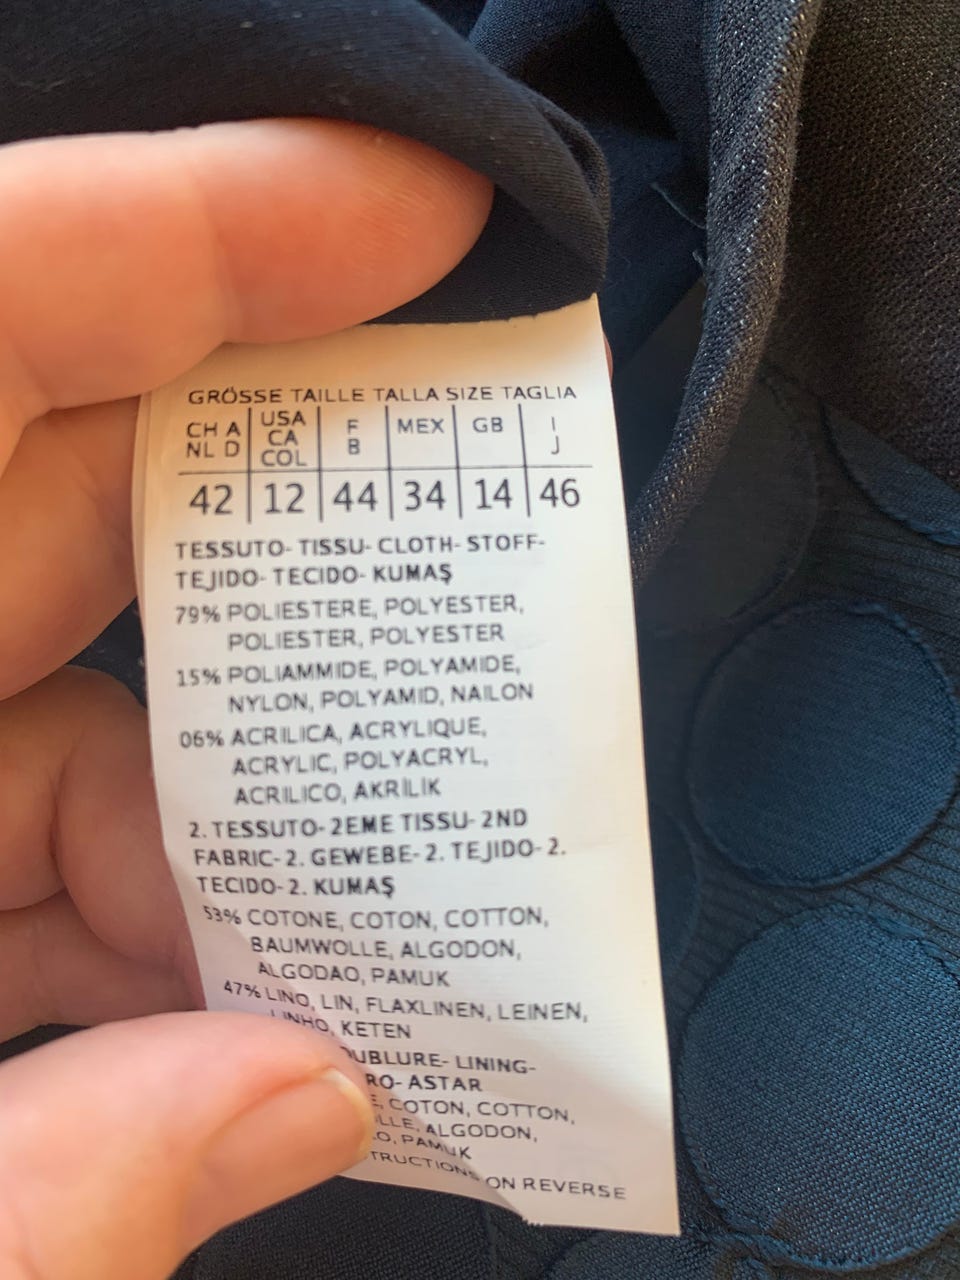 GRÖSSE TAILLE TALLA SIZE TAGLIA
CH A NL D USA CA COL F B MEX GB I J
42 12 44 34 14 46
TESSUTO- TISSU- CLOTH- STOFF-
TEJIDO- TECIDO- KUMAŞ
79% POLIESTERE, POLYESTER,
POLIESTER, POLYESTER
15% POLIAMMIDE, POLYAMIDE,
NYLON, POLYAMID, NAILON
06% ACRILICA, ACRYLIQUE,
ACRYLIC, POLYACRYL,
ACRILICO, AKRİLİK
2. TESSUTO- 2EME TISSU- 2ND
FABRIC- 2. GEWEBE- 2. TEJIDO- 2.
TECIDO- 2. KUMAŞ
53% COTONE, COTON, COTTON,
BAUMWOLLE, ALGODON,
ALGODAO, PAMUK
47% LINO, LIN, FLAXLINEN, LEINEN,
LINHO, KETEN
LINING-
ASTAR
COTON, COTTON,
ALGODON,
PAMUK
ON REVERSE